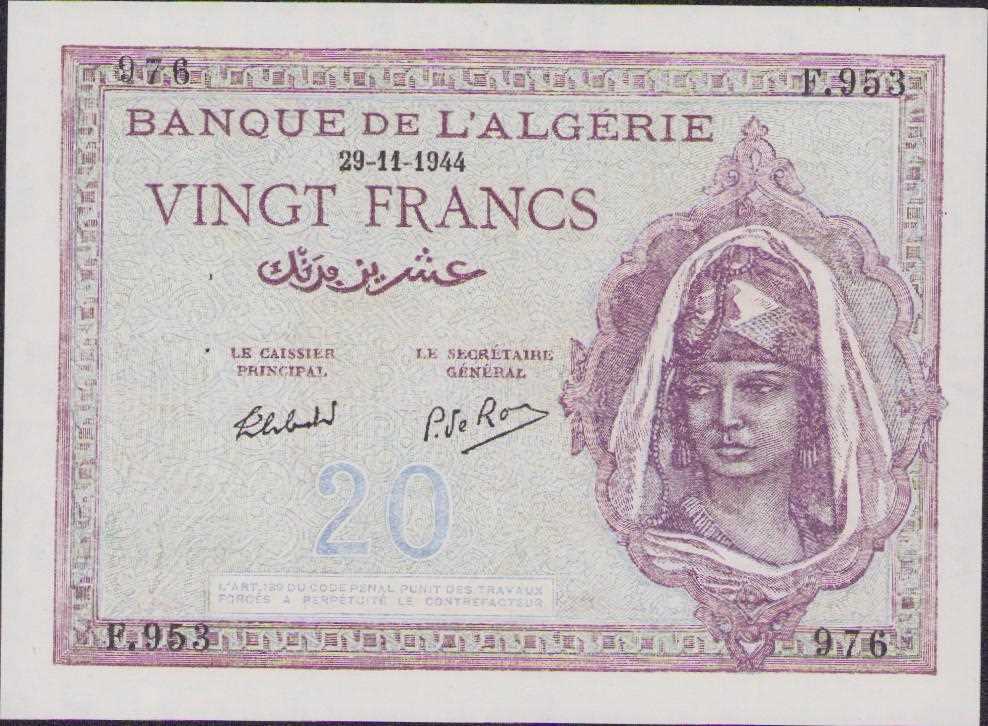 976
F.953
BANQUE DE L'ALGÉRIE
29-11-1944
VINGT FRANCS
عشرين فرنك
LE CAISSIER PRINCIPAL
LE SECRÉTAIRE GÉNÉRAL
20
L'ART.139 DU CODE PÉNAL PUNIT DES TRAVAUX
FORCÉS A PERPÉTUITÉ LE CONTREFACTEUR
F.953
976